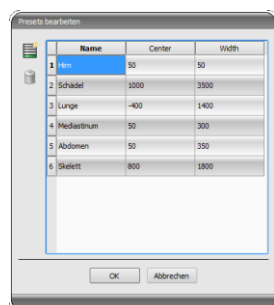 Presets bearbeiten
Name Center Width
1 Hirn 50 50
2 Schädel 1000 3500
3 Lunge -400 1400
4 Mediastinum 50 300
5 Abdomen 50 350
6 Skelett 800 1800
OK Abbrechen